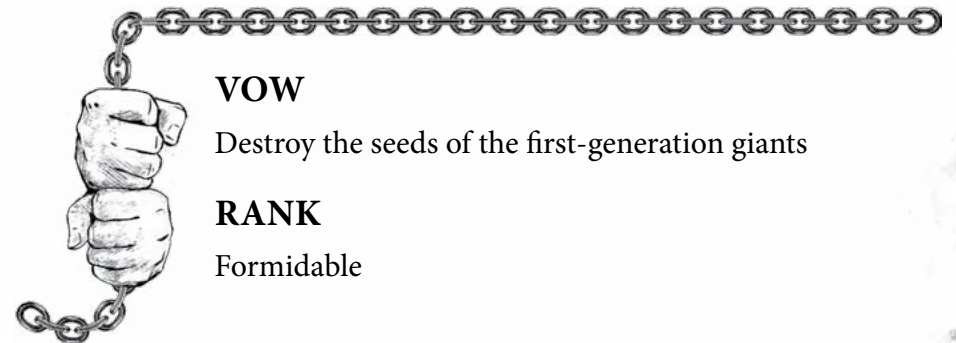 VOW
Destroy the seeds of the first-generation giants
RANK
Formidable